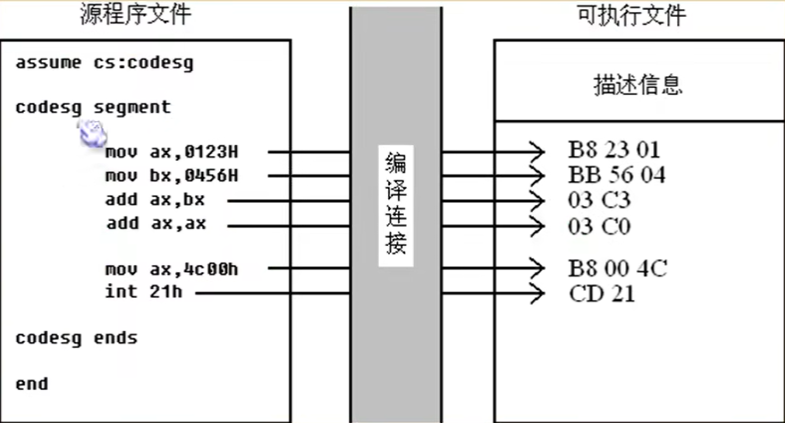 源程序文件
assume cs:codesg
codesg segment
mov ax,0123H
mov bx,0456H
add ax,bx
add ax,ax
mov ax,4c00h
int 21h
codesg ends
end
编译连接
可执行文件
描述信息
B8 23 01
BB 56 04
03 C3
03 C0
B8 00 4C
CD 21